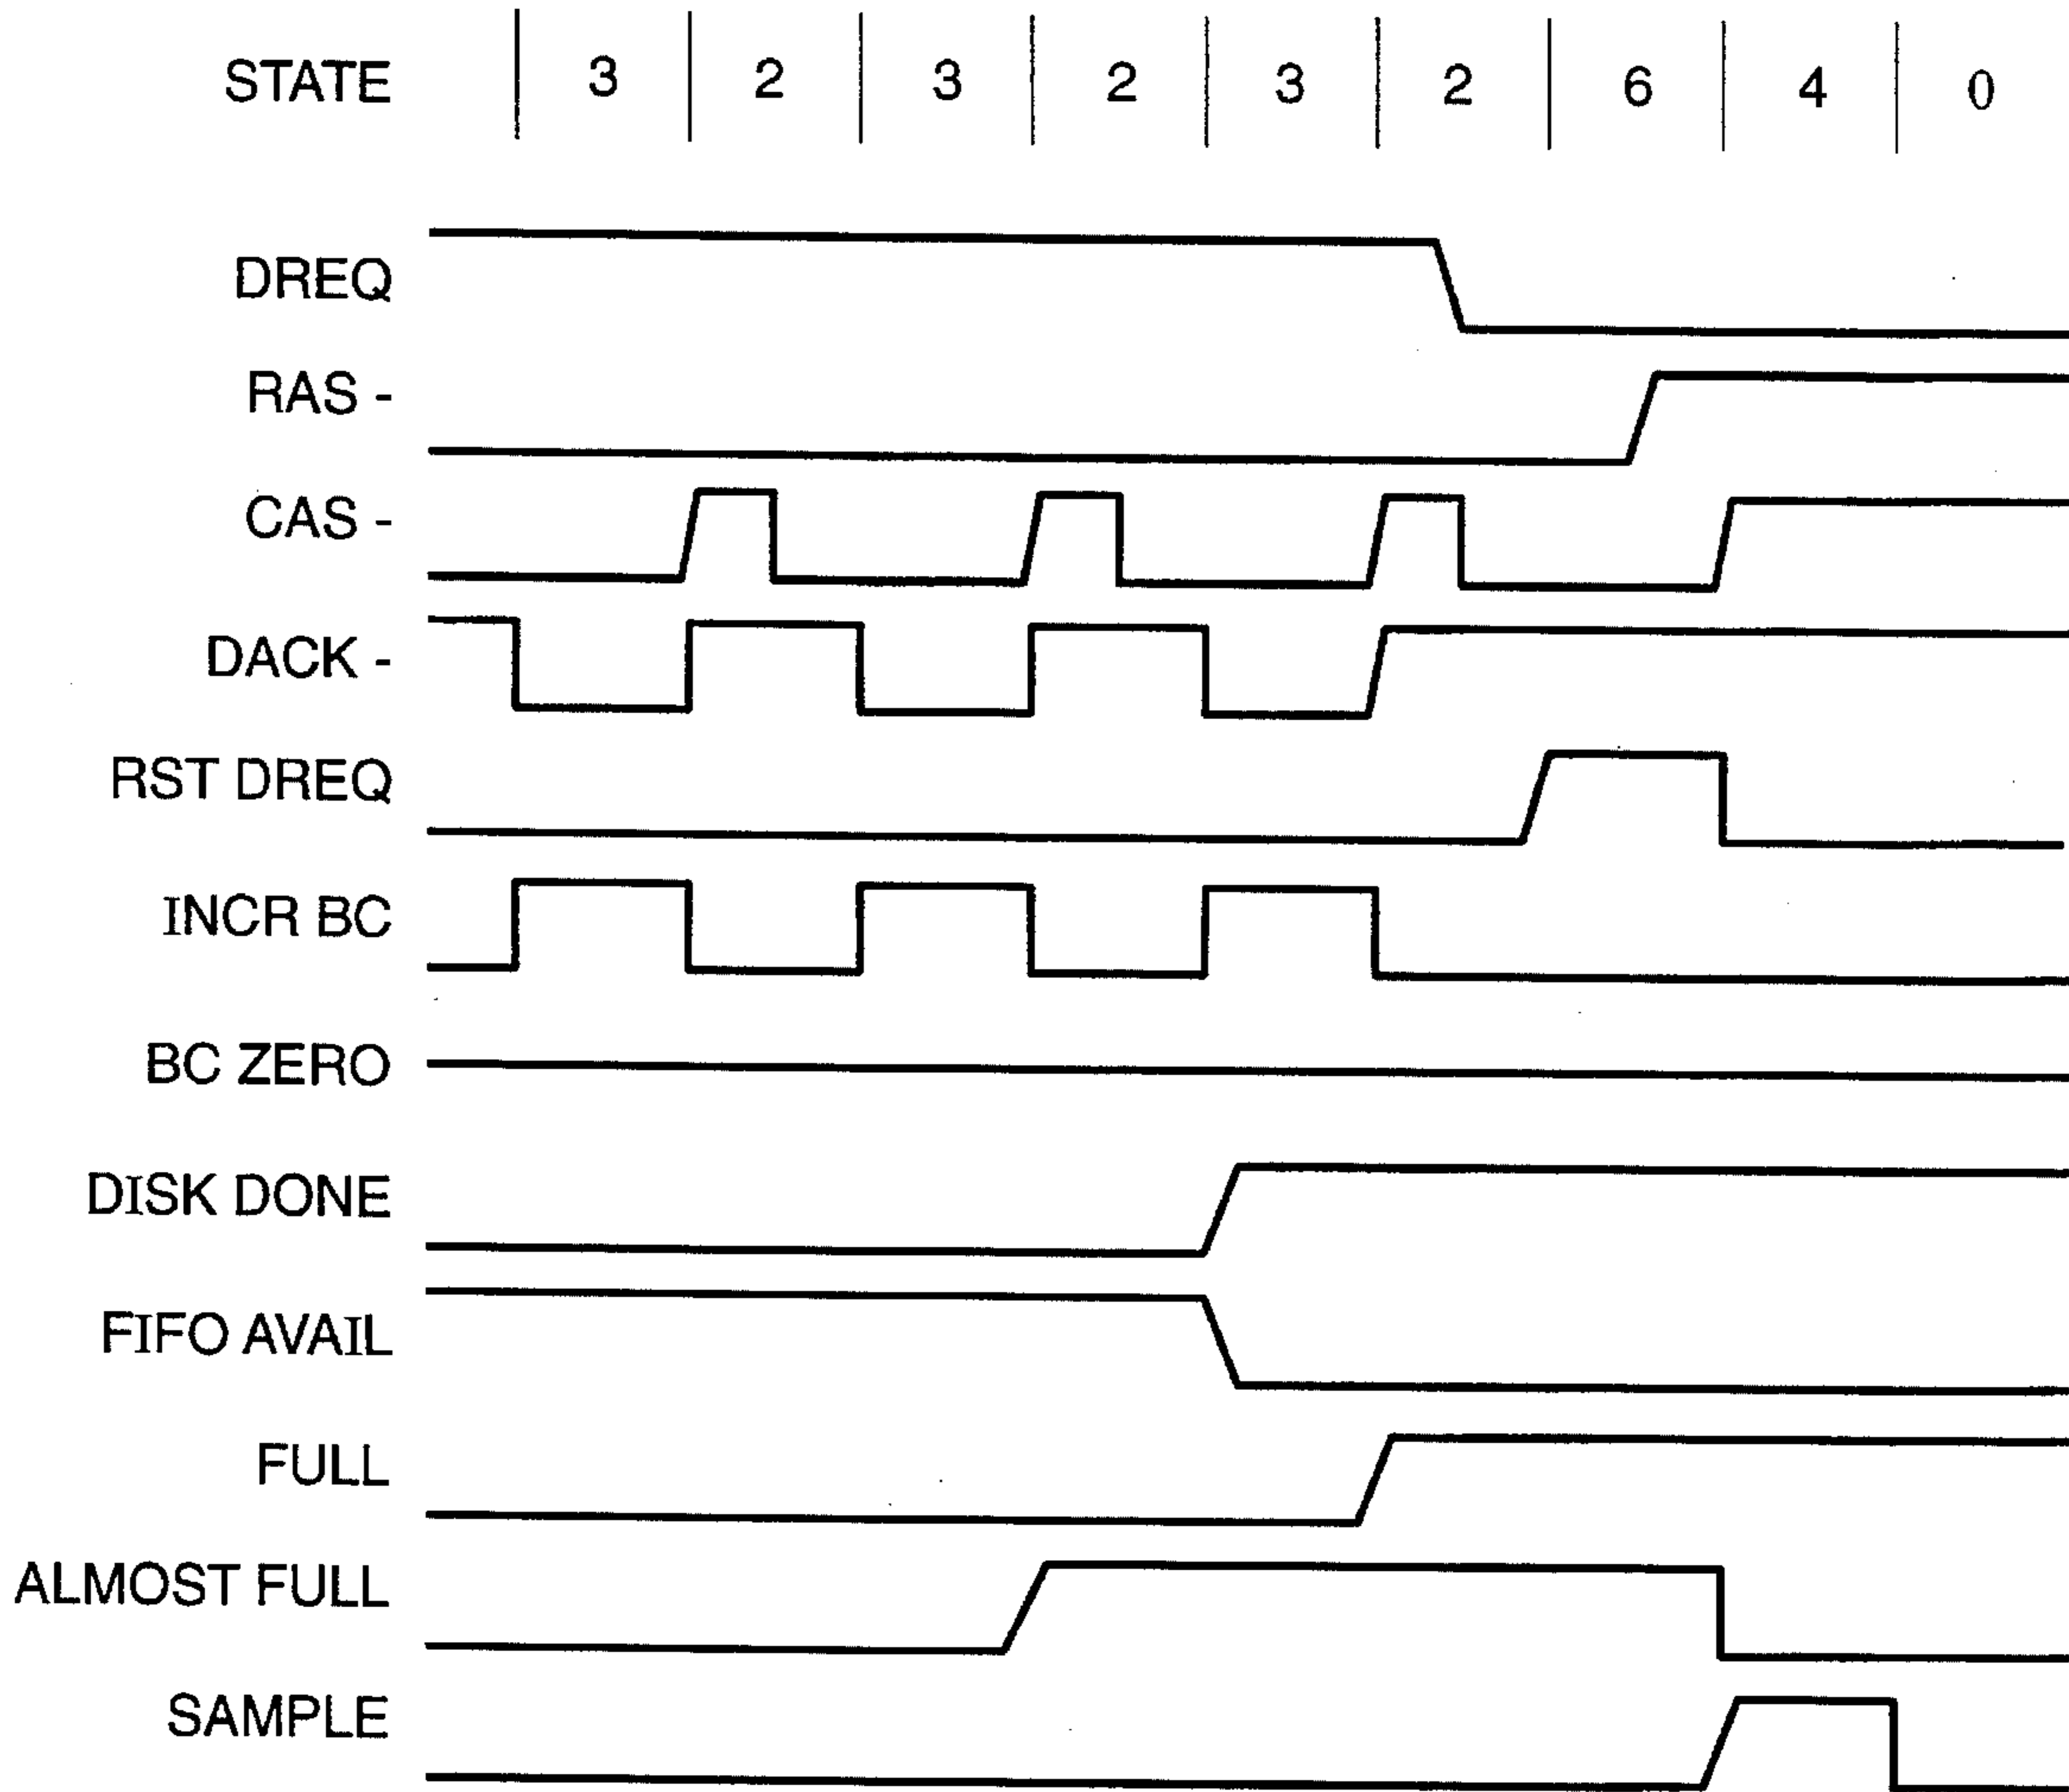 STATE 3 2 3 2 3 2 6 4 0
DREQ
RAS -
CAS -
DACK -
RST DREQ
INCR BC
BC ZERO
DISK DONE
FIFO AVAIL
FULL
ALMOST FULL
SAMPLE